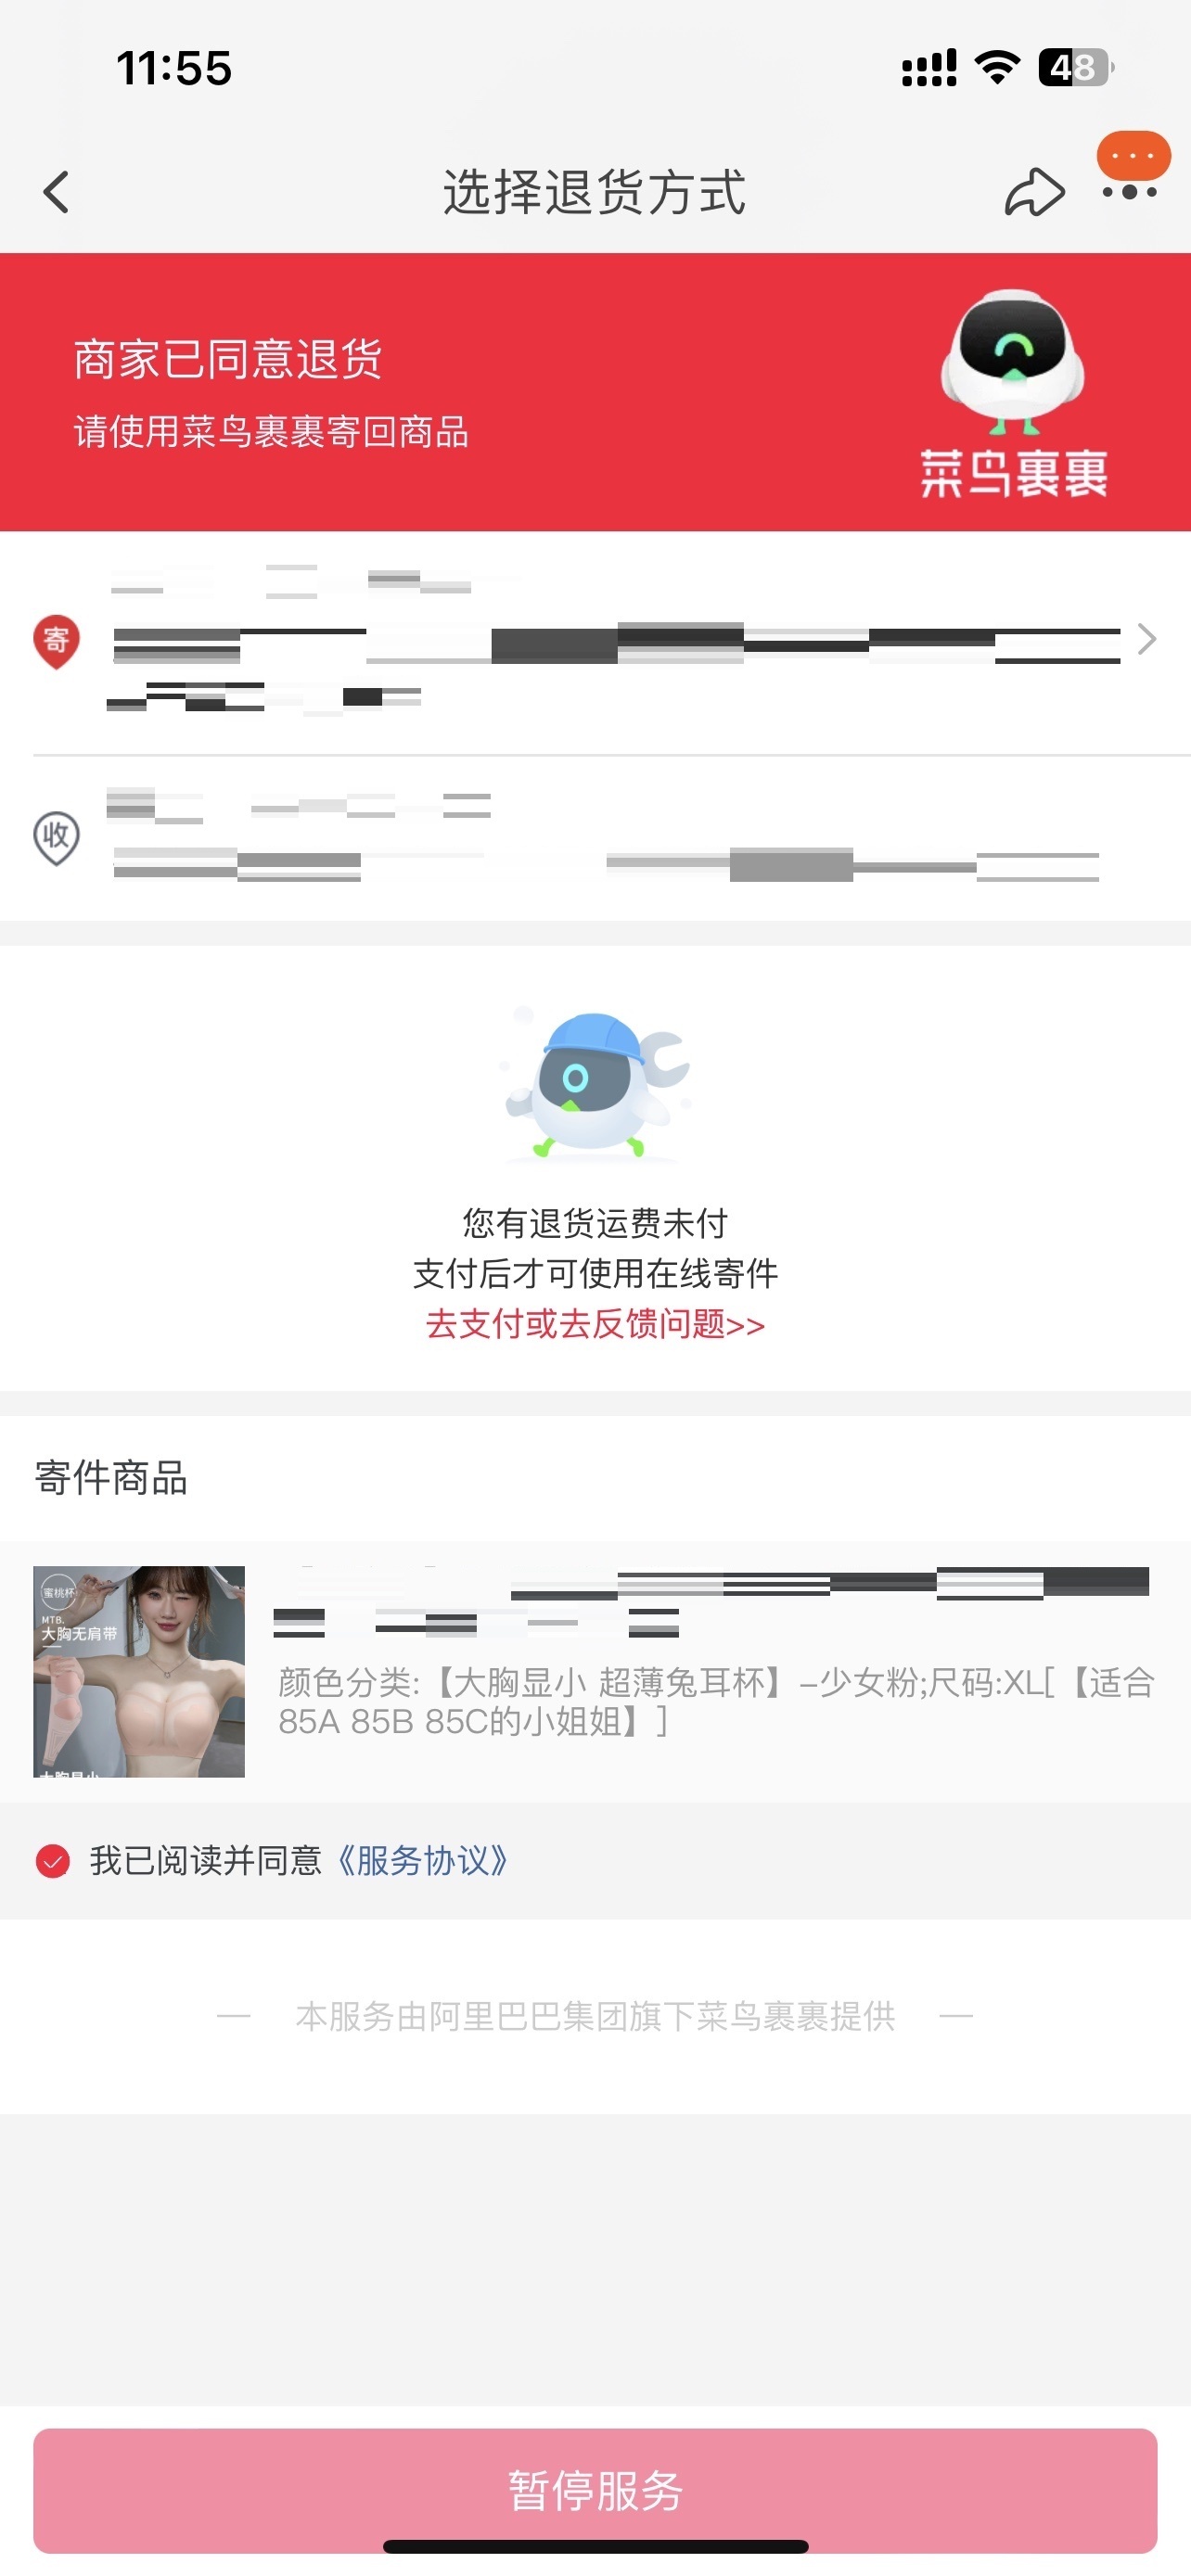 11:55
48
选择退货方式
商家已同意退货
请使用菜鸟裹裹寄回商品
菜鸟裹裹
寄
收
您有退货运费未付
支付后才可使用在线寄件
去支付或去反馈问题>>
寄件商品
蜜桃杯
MTB.
大胸无肩带
大胸显小
颜色分类:【大胸显小 超薄兔耳杯】-少女粉;尺码:XL[【适合
85A 85B 85C的小姐姐】]
我已阅读并同意《服务协议》
本服务由阿里巴巴集团旗下菜鸟裹裹提供
暂停服务